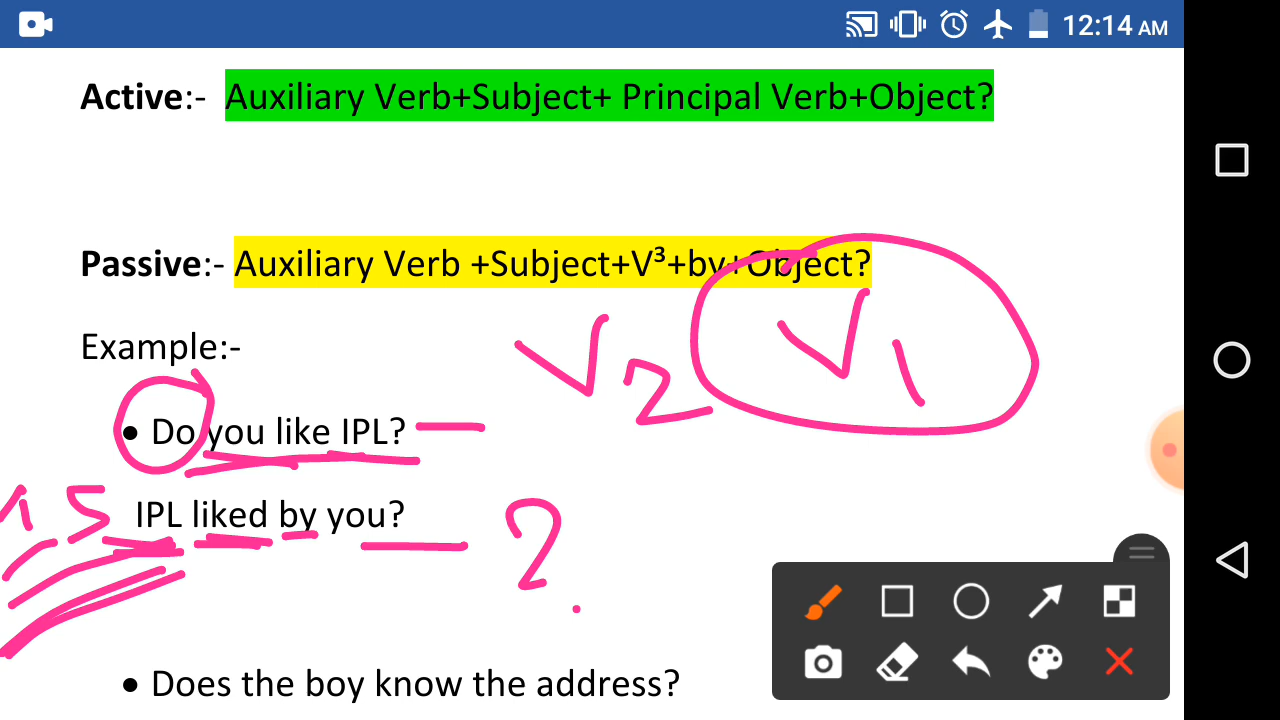 12:14 AM
Active:- Auxiliary Verb+Subject+ Principal Verb+Object?
Passive:- Auxiliary Verb +Subject+V³+by+Object?
Example:-
V2 V1
• Do you like IPL?
IS IPL liked by you? ?
• Does the boy know the address?